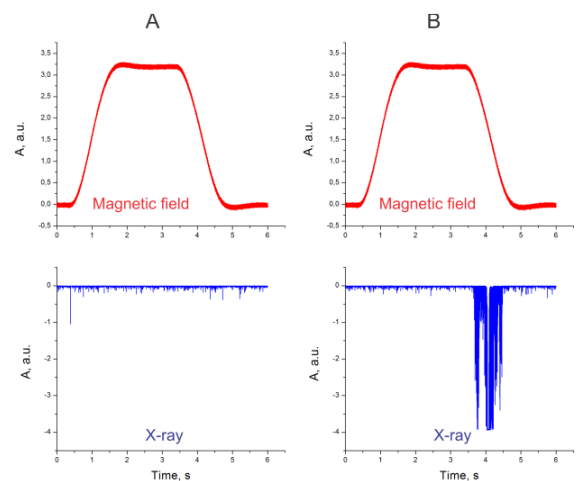 A
B
A, a.u.
3,5
3,0
2,5
2,0
1,5
1,0
0,5
0,0
-0,5
Magnetic field
0 1 2 3 4 5 6
A, a.u.
3,5
3,0
2,5
2,0
1,5
1,0
0,5
0,0
-0,5
Magnetic field
0 1 2 3 4 5 6
A, a.u.
0
-1
-2
-3
-4
X-ray
0 1 2 3 4 5 6
Time, s
A, a.u.
0
-1
-2
-3
-4
X-ray
0 1 2 3 4 5 6
Time, s